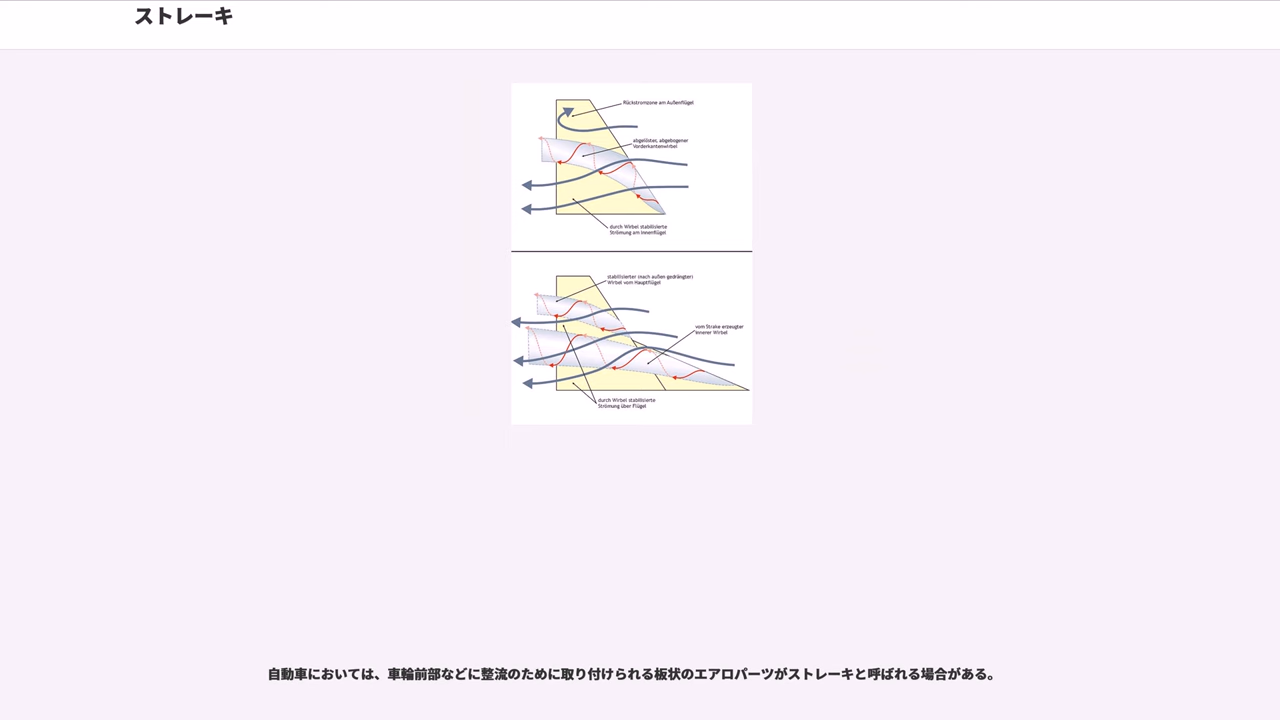 ストレーキ
Rückstromzone am Außenflügel
abgelöster, abgebogener
Vorderkantenwirbel
durch Wirbel stabilisierte
Strömung am Innenflügel
stabilisierter (nach außen gedrängter)
Wirbel vom Hauptflügel
vom Strake erzeugter
innerer Wirbel
durch Wirbel stabilisierte
Strömung über Flügel
自動車においては、車輪前部などに整流のために取り付けられる板状のエアロパーツがストレーキと呼ばれる場合がある。